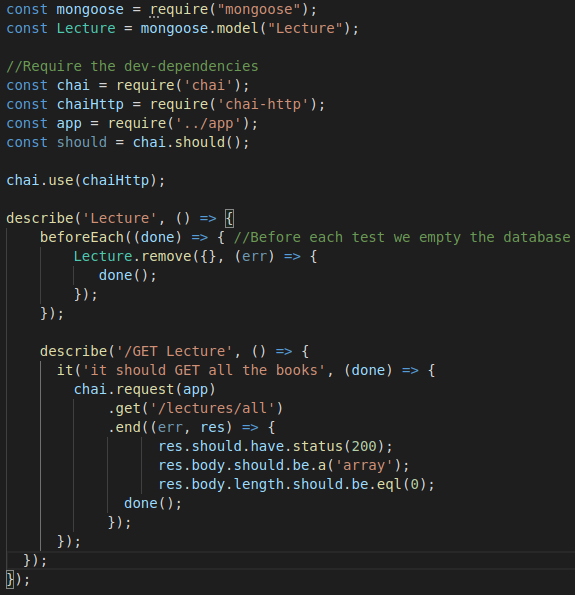 const mongoose = require("mongoose");
const Lecture = mongoose.model("Lecture");

//Require the dev-dependencies
const chai = require('chai');
const chaiHttp = require('chai-http');
const app = require('../app');
const should = chai.should();

chai.use(chaiHttp);

describe('Lecture', () => {
    beforeEach((done) => { //Before each test we empty the database
        Lecture.remove({}, (err) => {
           done();
        });
    });

    describe('/GET Lecture', () => {
      it('it should GET all the books', (done) => {
        chai.request(app)
            .get('/lectures/all')
            .end((err, res) => {
                  res.should.have.status(200);
                  res.body.should.be.a('array');
                  res.body.length.should.be.eql(0);
              done();
            });
      });
  });
});